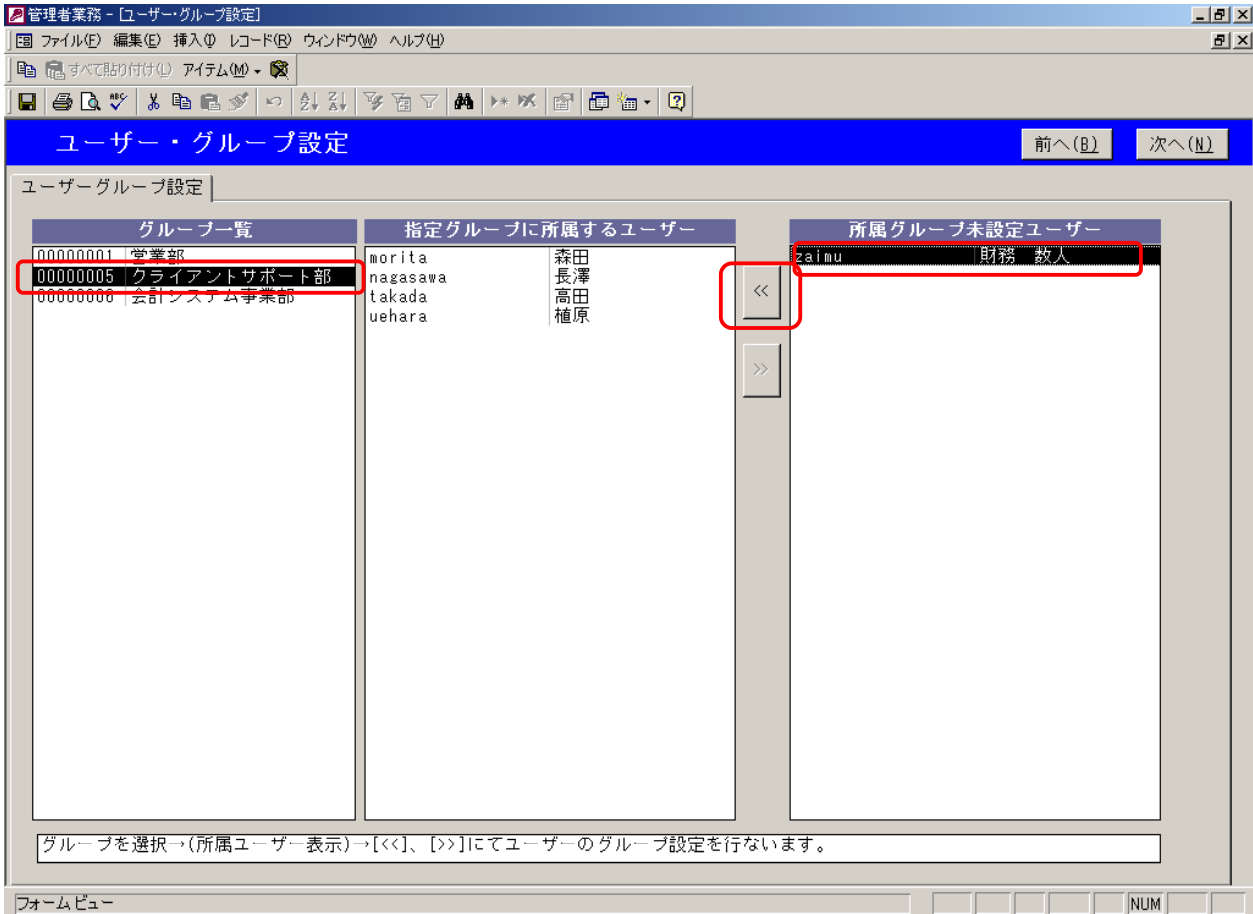 管理者業務 - [ユーザー・グループ設定]
ファイル(F) 編集(E) 挿入(I) レコード(R) ウィンドウ(W) ヘルプ(H)
すべて貼り付け(L) アイテム(M)
ユーザー・グループ設定
前へ(B) 次へ(N)
ユーザーグループ設定
グループ一覧 指定グループに所属するユーザー 所属グループ未設定ユーザー
00000001 営業部 morita 森田 zaimu 財務 数人
00000005 クライアントサポート部 nagasawa 長澤
00000006 会計システム事業部 takada 高田 <<
uehara 植原
>>
グループを選択→(所属ユーザー表示)→[<<]、[>>]にてユーザーのグループ設定を行ないます。
フォーム ビュー NUM